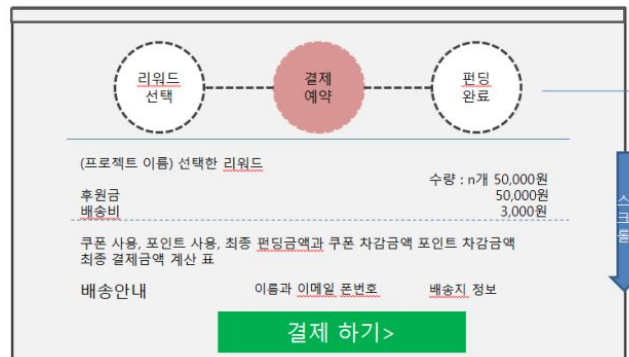 리워드
선택
결제
예약
펀딩
완료
(프로젝트 이름) 선택한 리워드
수량 : n개 50,000원
후원금 50,000원
배송비 3,000원
쿠폰 사용, 포인트 사용, 최종 펀딩금액과 쿠폰 차감금액 포인트 차감금액
최종 결제금액 계산 표
배송안내 이름과 이메일 폰번호 배송지 정보
결제 하기>
스크롤